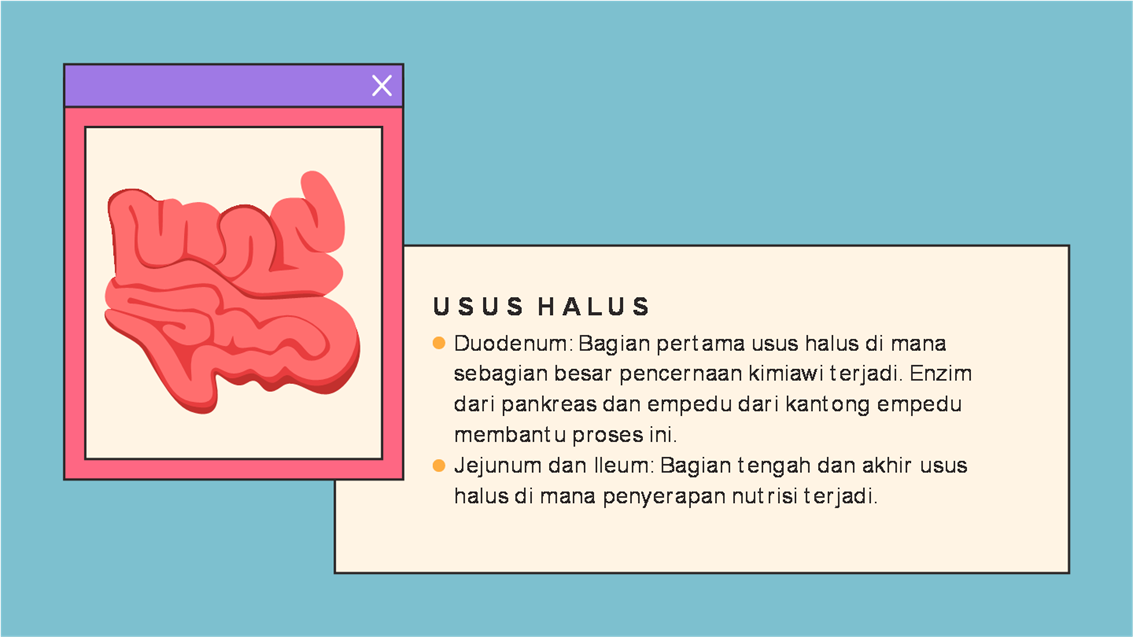 USUS HALUS
Duodenum: Bagian pertama usus halus di mana
sebagian besar pencernaan kimiawi terjadi. Enzim
dari pankreas dan empedu dari kantong empedu
membantu proses ini.
Jejunum dan Ileum: Bagian tengah dan akhir usus
halus di mana penyerapan nutrisi terjadi.